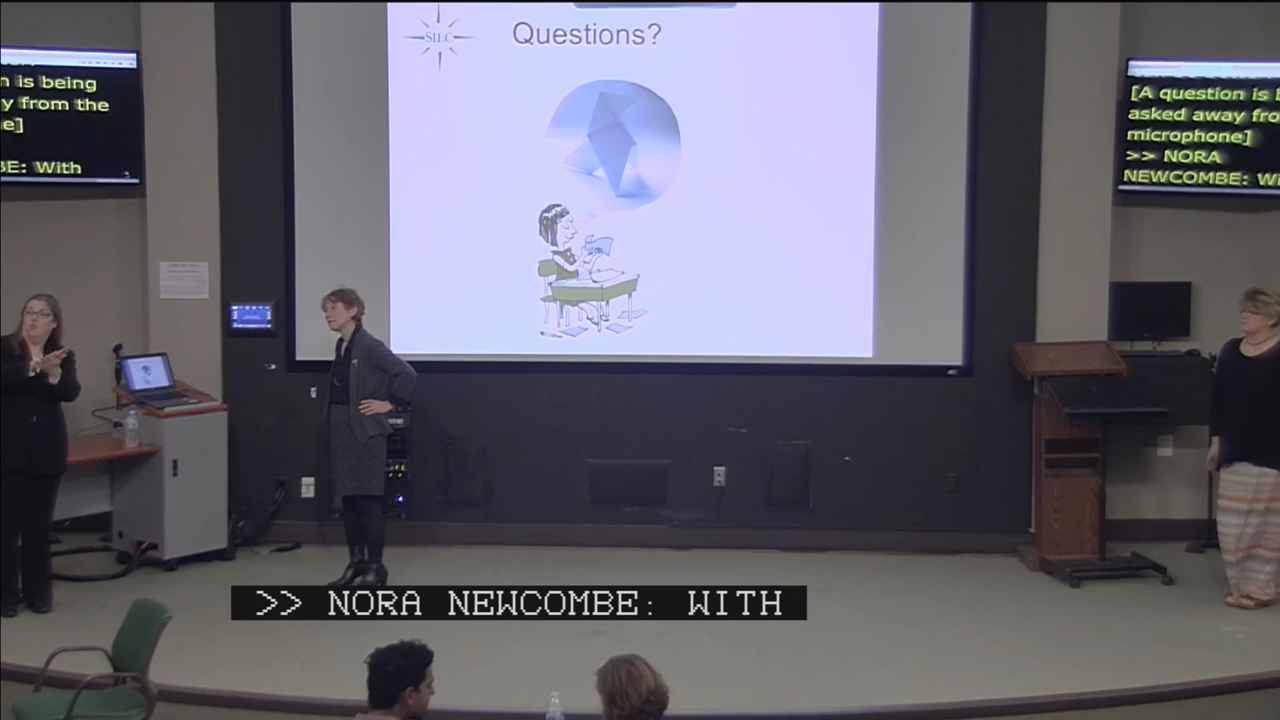 SILC
Questions?
n is being
y from the
e]
BE: With
[A question is
asked away fro
microphone]
>> NORA
NEWCOMBE: Wi
>> NORA NEWCOMBE: WITH